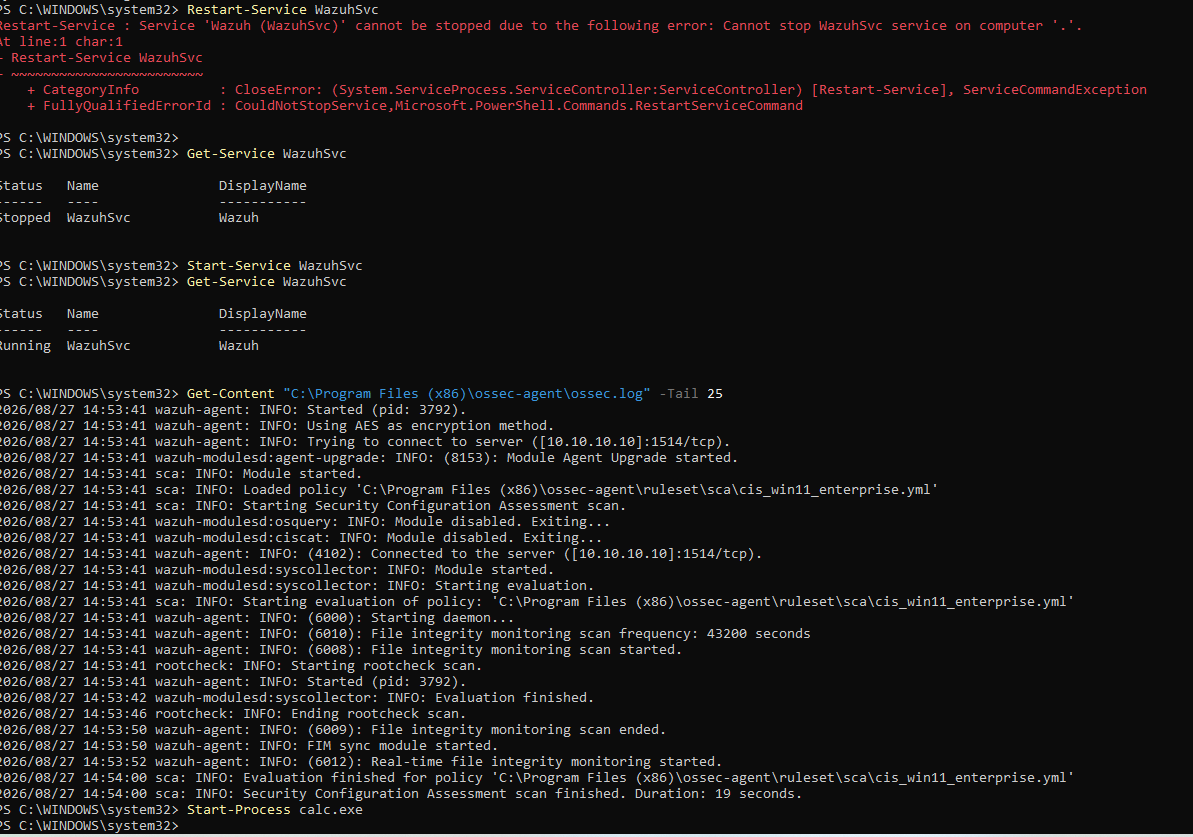 PS C:\WINDOWS\system32> Restart-Service WazuhSvc
Restart-Service : Service 'Wazuh (WazuhSvc)' cannot be stopped due to the following error: Cannot stop WazuhSvc service on computer '.'.
At line:1 char:1
+ Restart-Service WazuhSvc
+ ~~~~~~~~~~~~~~~~~~~~~~~~
    + CategoryInfo          : CloseError: (System.ServiceProcess.ServiceController:ServiceController) [Restart-Service], ServiceCommandException
    + FullyQualifiedErrorId : CouldNotStopService,Microsoft.PowerShell.Commands.RestartServiceCommand
PS C:\WINDOWS\system32>
PS C:\WINDOWS\system32> Get-Service WazuhSvc
Status   Name               DisplayName
------   ----               -----------
Stopped  WazuhSvc           Wazuh
PS C:\WINDOWS\system32> Start-Service WazuhSvc
PS C:\WINDOWS\system32> Get-Service WazuhSvc
Status   Name               DisplayName
------   ----               -----------
Running  WazuhSvc           Wazuh
PS C:\WINDOWS\system32> Get-Content "C:\Program Files (x86)\ossec-agent\ossec.log" -Tail 25
2026/08/27 14:53:41 wazuh-agent: INFO: Started (pid: 3792).
2026/08/27 14:53:41 wazuh-agent: INFO: Using AES as encryption method.
2026/08/27 14:53:41 wazuh-agent: INFO: Trying to connect to server ([10.10.10.10]:1514/tcp).
2026/08/27 14:53:41 wazuh-modulesd:agent-upgrade: INFO: (8153): Module Agent Upgrade started.
2026/08/27 14:53:41 sca: INFO: Module started.
2026/08/27 14:53:41 sca: INFO: Loaded policy 'C:\Program Files (x86)\ossec-agent\ruleset\sca\cis_win11_enterprise.yml'
2026/08/27 14:53:41 sca: INFO: Starting Security Configuration Assessment scan.
2026/08/27 14:53:41 wazuh-modulesd:osquery: INFO: Module disabled. Exiting...
2026/08/27 14:53:41 wazuh-modulesd:ciscat: INFO: Module disabled. Exiting...
2026/08/27 14:53:41 wazuh-agent: INFO: (4102): Connected to the server ([10.10.10.10]:1514/tcp).
2026/08/27 14:53:41 wazuh-modulesd:syscollector: INFO: Module started.
2026/08/27 14:53:41 wazuh-modulesd:syscollector: INFO: Starting evaluation.
2026/08/27 14:53:41 sca: INFO: Starting evaluation of policy: 'C:\Program Files (x86)\ossec-agent\ruleset\sca\cis_win11_enterprise.yml'
2026/08/27 14:53:41 wazuh-agent: INFO: (6000): Starting daemon...
2026/08/27 14:53:41 wazuh-agent: INFO: (6010): File integrity monitoring scan frequency: 43200 seconds
2026/08/27 14:53:41 wazuh-agent: INFO: (6008): File integrity monitoring scan started.
2026/08/27 14:53:41 rootcheck: INFO: Starting rootcheck scan.
2026/08/27 14:53:41 wazuh-agent: INFO: Started (pid: 3792).
2026/08/27 14:53:42 wazuh-modulesd:syscollector: INFO: Evaluation finished.
2026/08/27 14:53:46 rootcheck: INFO: Ending rootcheck scan.
2026/08/27 14:53:50 wazuh-agent: INFO: (6009): File integrity monitoring scan ended.
2026/08/27 14:53:50 wazuh-agent: INFO: FIM sync module started.
2026/08/27 14:53:52 wazuh-agent: INFO: (6012): Real-time file integrity monitoring started.
2026/08/27 14:54:00 sca: INFO: Evaluation finished for policy 'C:\Program Files (x86)\ossec-agent\ruleset\sca\cis_win11_enterprise.yml'
2026/08/27 14:54:00 sca: INFO: Security Configuration Assessment scan finished. Duration: 19 seconds.
PS C:\WINDOWS\system32> Start-Process calc.exe
PS C:\WINDOWS\system32>